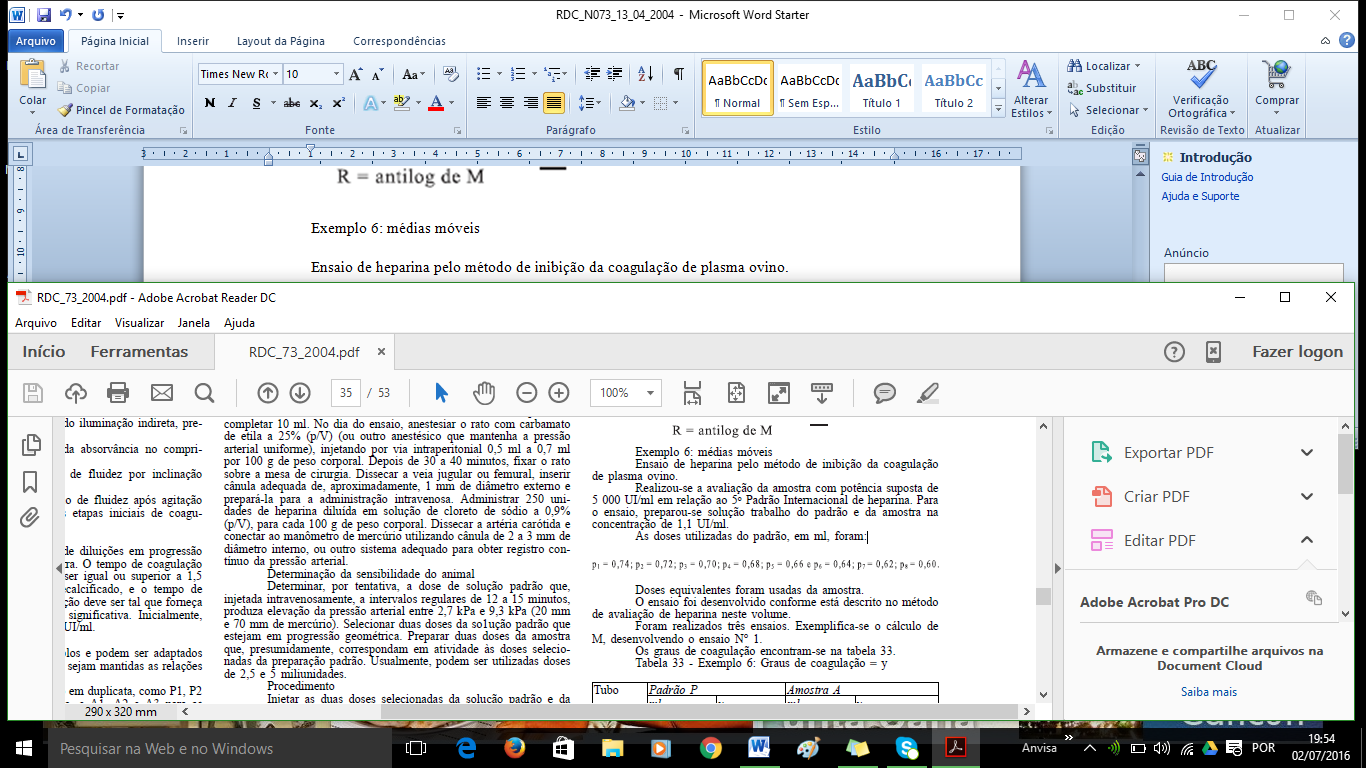 RDC_N073_13_04_2004 - Microsoft Word Starter
Arquivo Página Inicial Inserir Layout da Página Correspondências
Colar
Recortar
Copiar
Pincel de Formatação
Área de Transferência
Times New Ro 10
N I S abc x₂ x²
Fonte
Parágrafo
AaBbCcDc AaBbCcDc AaBbC AaBbCc
¶ Normal ¶ Sem Esp... Título 1 Título 2
Estilo
Alterar Estilos
Localizar
Substituir
Selecionar
Edição
ABC
Verificação Ortográfica
Revisão de Texto
Comprar
Atualizar
3 2 1 1 2 3 4 5 6 7 8 9 10 11 12 13 14 16 17
R = antilog de M
Exemplo 6: médias móveis
Ensaio de heparina pelo método de inibição da coagulação de plasma ovino.
Introdução
Guia de Introdução
Ajuda e Suporte
Anúncio
RDC_73_2004.pdf - Adobe Acrobat Reader DC
Arquivo Editar Visualizar Janela Ajuda
Início Ferramentas RDC_73_2004.pdf × Fazer logon
35 / 53 100%
do iluminação indireta, pre-
da absorvância no compri-
de fluidez por inclinação
o de fluidez após agitação
etapas iniciais de coagu-
de diluições em progressão
ra. O tempo de coagulação
ser igual ou superior a 1,5
calcificado, e o tempo de
ção deve ser tal que forneça
significativa. Inicialmente,
UI/ml.
olos e podem ser adaptados
sejam mantidas as relações
em duplicata, como P1, P2
completar 10 ml. No dia do ensaio, anestesiar o rato com carbamato
de etila a 25% (p/V) (ou outro anestésico que mantenha a pressão
arterial uniforme), injetando por via intraperitonial 0,5 ml a 0,7 ml
por 100 g de peso corporal. Depois de 30 a 40 minutos, fixar o rato
sobre a mesa de cirurgia. Dissecar a veia jugular ou femural, inserir
cânula adequada de, aproximadamente, 1 mm de diâmetro externo e
prepará-la para a administração intravenosa. Administrar 250 uni-
dades de heparina diluída em solução de cloreto de sódio a 0,9%
(p/V), para cada 100 g de peso corporal. Dissecar a artéria carótida e
conectar ao manômetro de mercúrio utilizando cânula de 2 a 3 mm de
diâmetro interno, ou outro sistema adequado para obter registro con-
tínuo da pressão arterial.
Determinação da sensibilidade do animal
Determinar, por tentativa, a dose de solução padrão que,
injetada intravenosamente, a intervalos regulares de 12 a 15 minutos,
produza elevação da pressão arterial entre 2,7 kPa e 9,3 kPa (20 mm
e 70 mm de mercúrio). Selecionar duas doses da so1ução padrão que
estejam em progressão geométrica. Preparar duas doses da amostra
que, presumidamente, correspondam em atividade às doses selecio-
nadas da preparação padrão. Usualmente, podem ser utilizadas doses
de 2,5 e 5 miliunidades.
Procedimento
Injetar as duas doses selecionadas da solução padrão e da
R = antilog de M
Exemplo 6: médias móveis
Ensaio de heparina pelo método de inibição da coagulação
de plasma ovino.
Realizou-se a avaliação da amostra com potência suposta de
5 000 UI/ml em relação ao 5º Padrão Internacional de heparina. Para
o ensaio, preparou-se solução trabalho do padrão e da amostra na
concentração de 1,1 UI/ml.
As doses utilizadas do padrão, em ml, foram:
p₁ = 0,74; p₂ = 0,72; p₃ = 0,70; p₄ = 0,68; p₅ = 0,66 e p₆ = 0,64; p₇ = 0,62; p₈ = 0,60.
Doses equivalentes foram usadas da amostra.
O ensaio foi desenvolvido conforme está descrito no método
de avaliação de heparina neste volume.
Foram realizados três ensaios. Exemplifica-se o cálculo de
M, desenvolvendo o ensaio N° 1.
Os graus de coagulação encontram-se na tabela 33.
Tabela 33 - Exemplo 6: Graus de coagulação = y
Tubo Padrão P Amostra A
290 x 320 mm
Exportar PDF
Criar PDF
Editar PDF
Adobe Acrobat Pro DC
Armazene e compartilhe arquivos na
Document Cloud
Saiba mais
Pesquisar na Web e no Windows
Anvisa
POR
19:54
02/07/2016